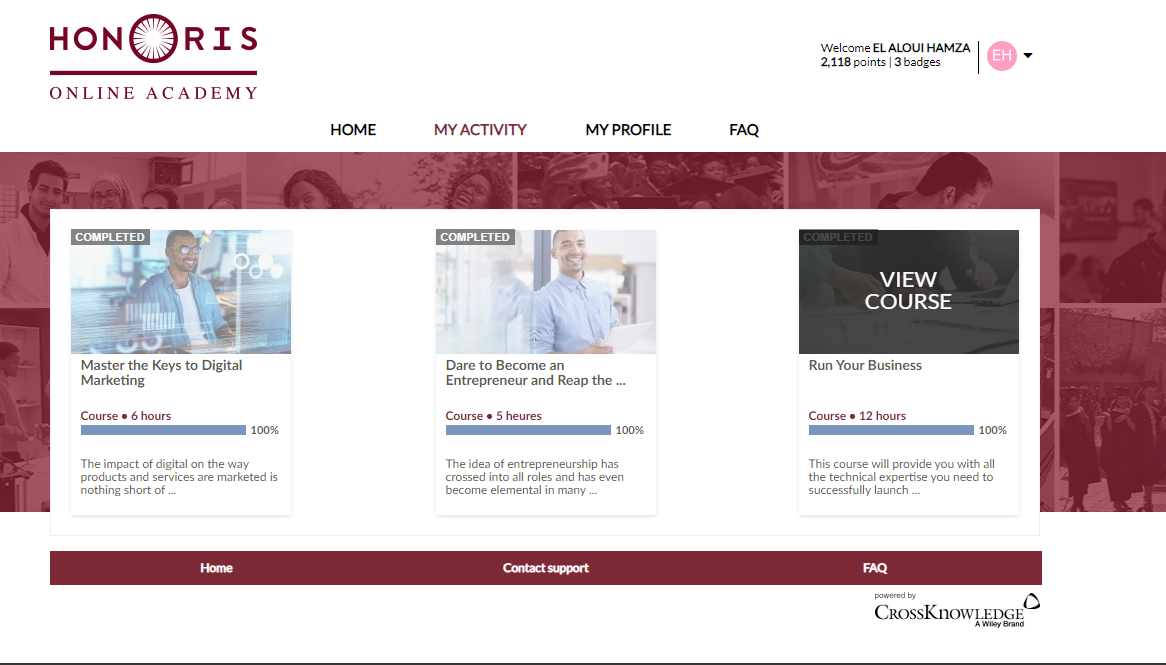 HONORIS
ONLINE ACADEMY
Welcome EL ALOUI HAMZA
2,118 points | 3 badges
EH
HOME
MY ACTIVITY
MY PROFILE
FAQ
COMPLETED
Master the Keys to Digital
Marketing
Course • 6 hours
100%
The impact of digital on the way
products and services are marketed is
nothing short of ...
COMPLETED
Dare to Become an
Entrepreneur and Reap the ...
Course • 5 heures
100%
The idea of entrepreneurship has
crossed into all roles and has even
become elemental in many ...
COMPLETED
VIEW
COURSE
Run Your Business
Course • 12 hours
100%
This course will provide you with all
the technical expertise you need to
successfully launch ...
Home
Contact support
FAQ
powered by
CROSSKNOWLEDGE
A Wiley Brand